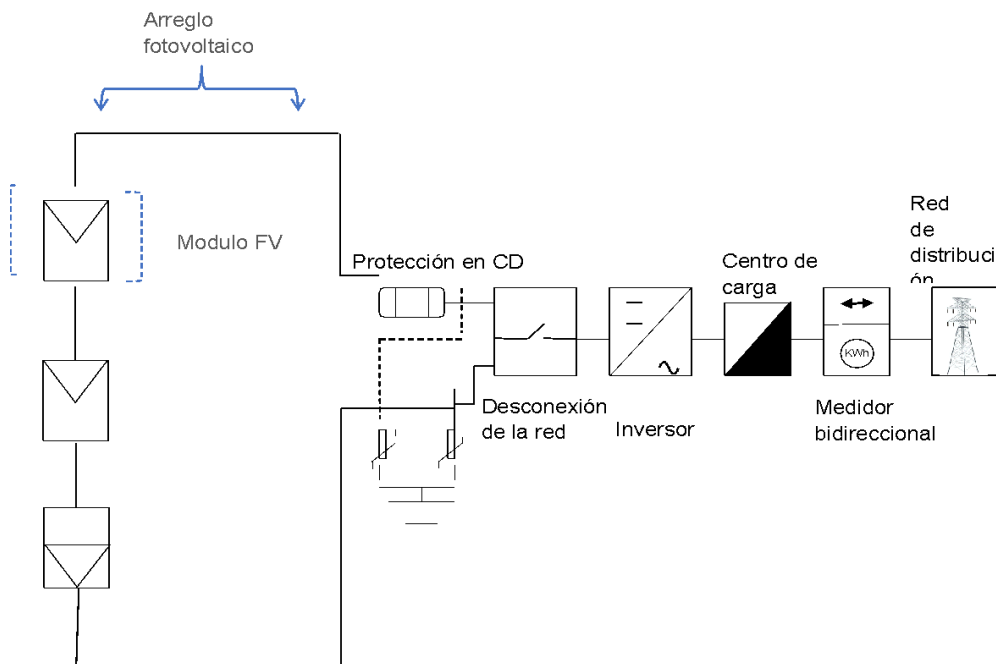 Arreglo
fotovoltaico
Modulo FV
Protección en CD
Desconexión
de la red
Inversor
Centro de
carga
KWh
Medidor
bidireccional
Red
de
distribuci
ón